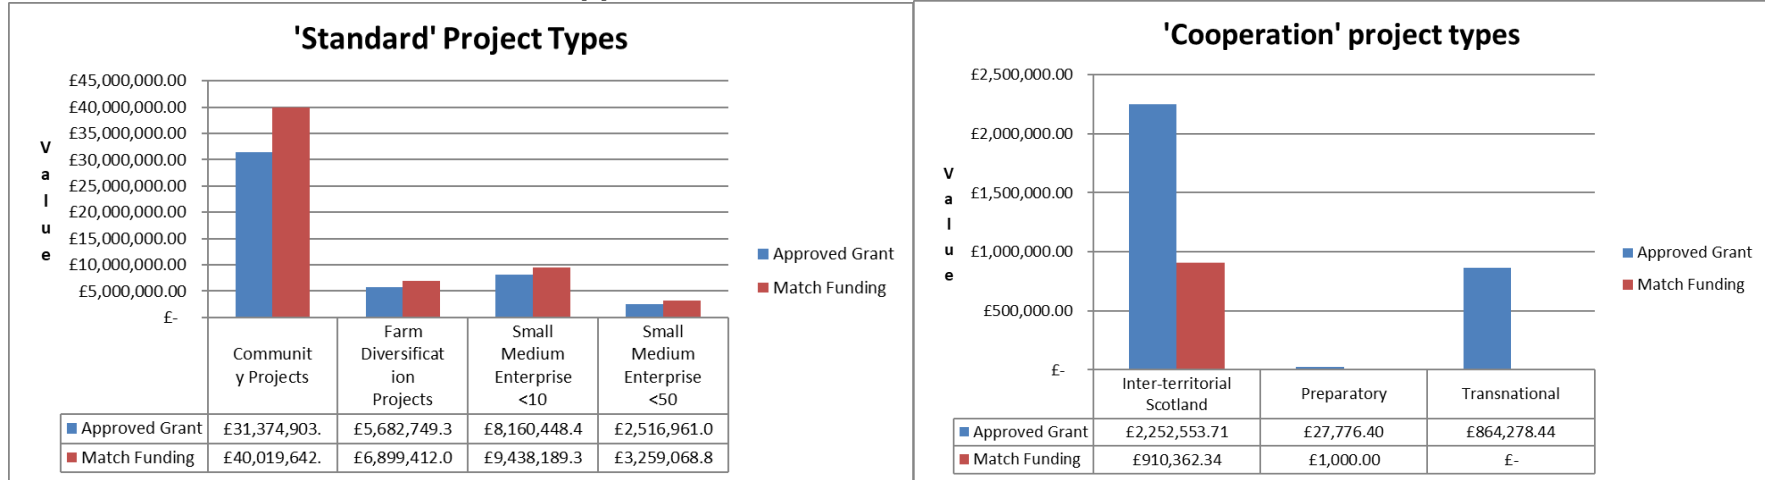 'Standard' Project Types
£45,000,000.00
£40,000,000.00
£35,000,000.00
£30,000,000.00
£25,000,000.00
£20,000,000.00
£15,000,000.00
£10,000,000.00
£5,000,000.00
£-
Value
Approved Grant
Match Funding
Communit
y Projects
Farm
Diversificat
ion
Projects
Small
Medium
Enterprise
<10
Small
Medium
Enterprise
<50
Approved Grant £31,374,903. £5,682,749.3 £8,160,448.4 £2,516,961.0
Match Funding £40,019,642. £6,899,412.0 £9,438,189.3 £3,259,068.8
'Cooperation' project types
£2,500,000.00
£2,000,000.00
£1,500,000.00
£1,000,000.00
£500,000.00
£-
Value
Approved Grant
Match Funding
Inter-territorial
Scotland
Preparatory
Transnational
Approved Grant £2,252,553.71 £27,776.40 £864,278.44
Match Funding £910,362.34 £1,000.00 £-